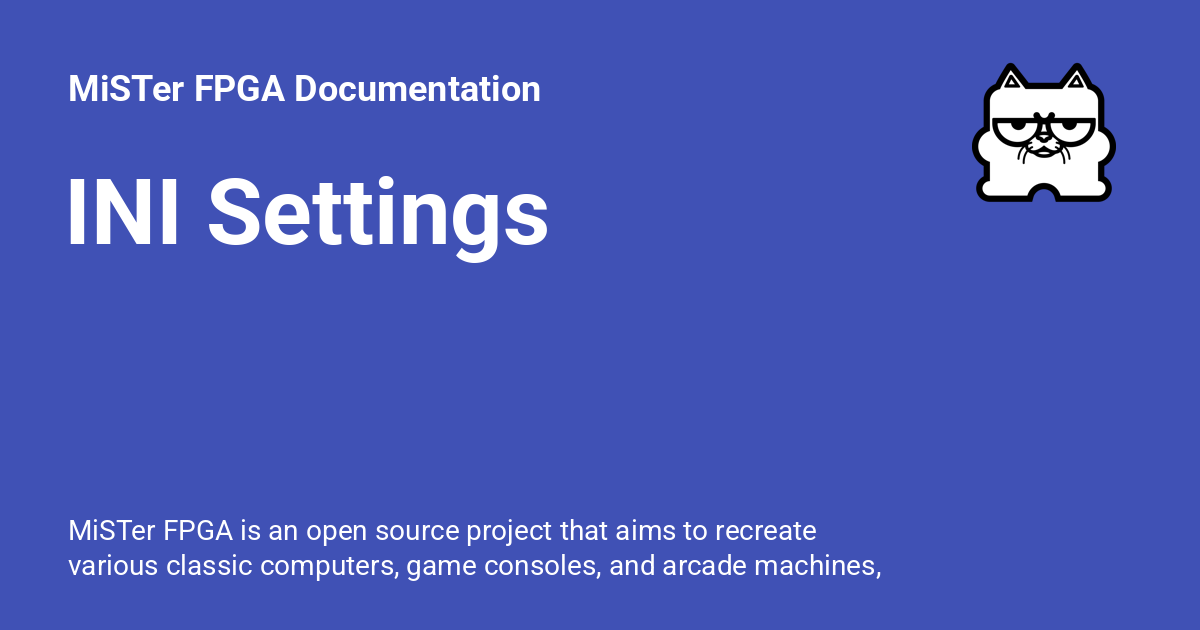 MiSTer FPGA Documentation
INI Settings
MiSTer FPGA is an open source project that aims to recreate
various classic computers, game consoles, and arcade machines,